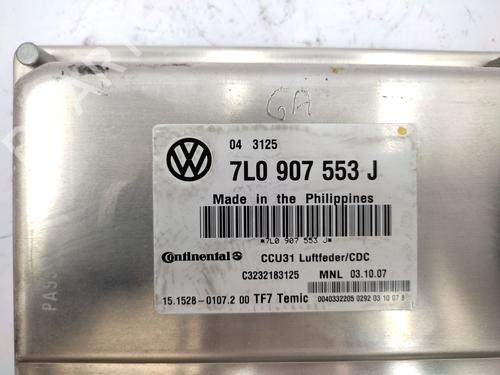 GA
04 3125
7L0 907 553 J
Made in the Philippines
*7L0 907 553 J*
Continental CCU31 Luftfeder/CDC
C3232183125 MNL 03.10.07
15.1528-0107.2 00 TF7 Temic 0040332205 0292 03 10 07 8